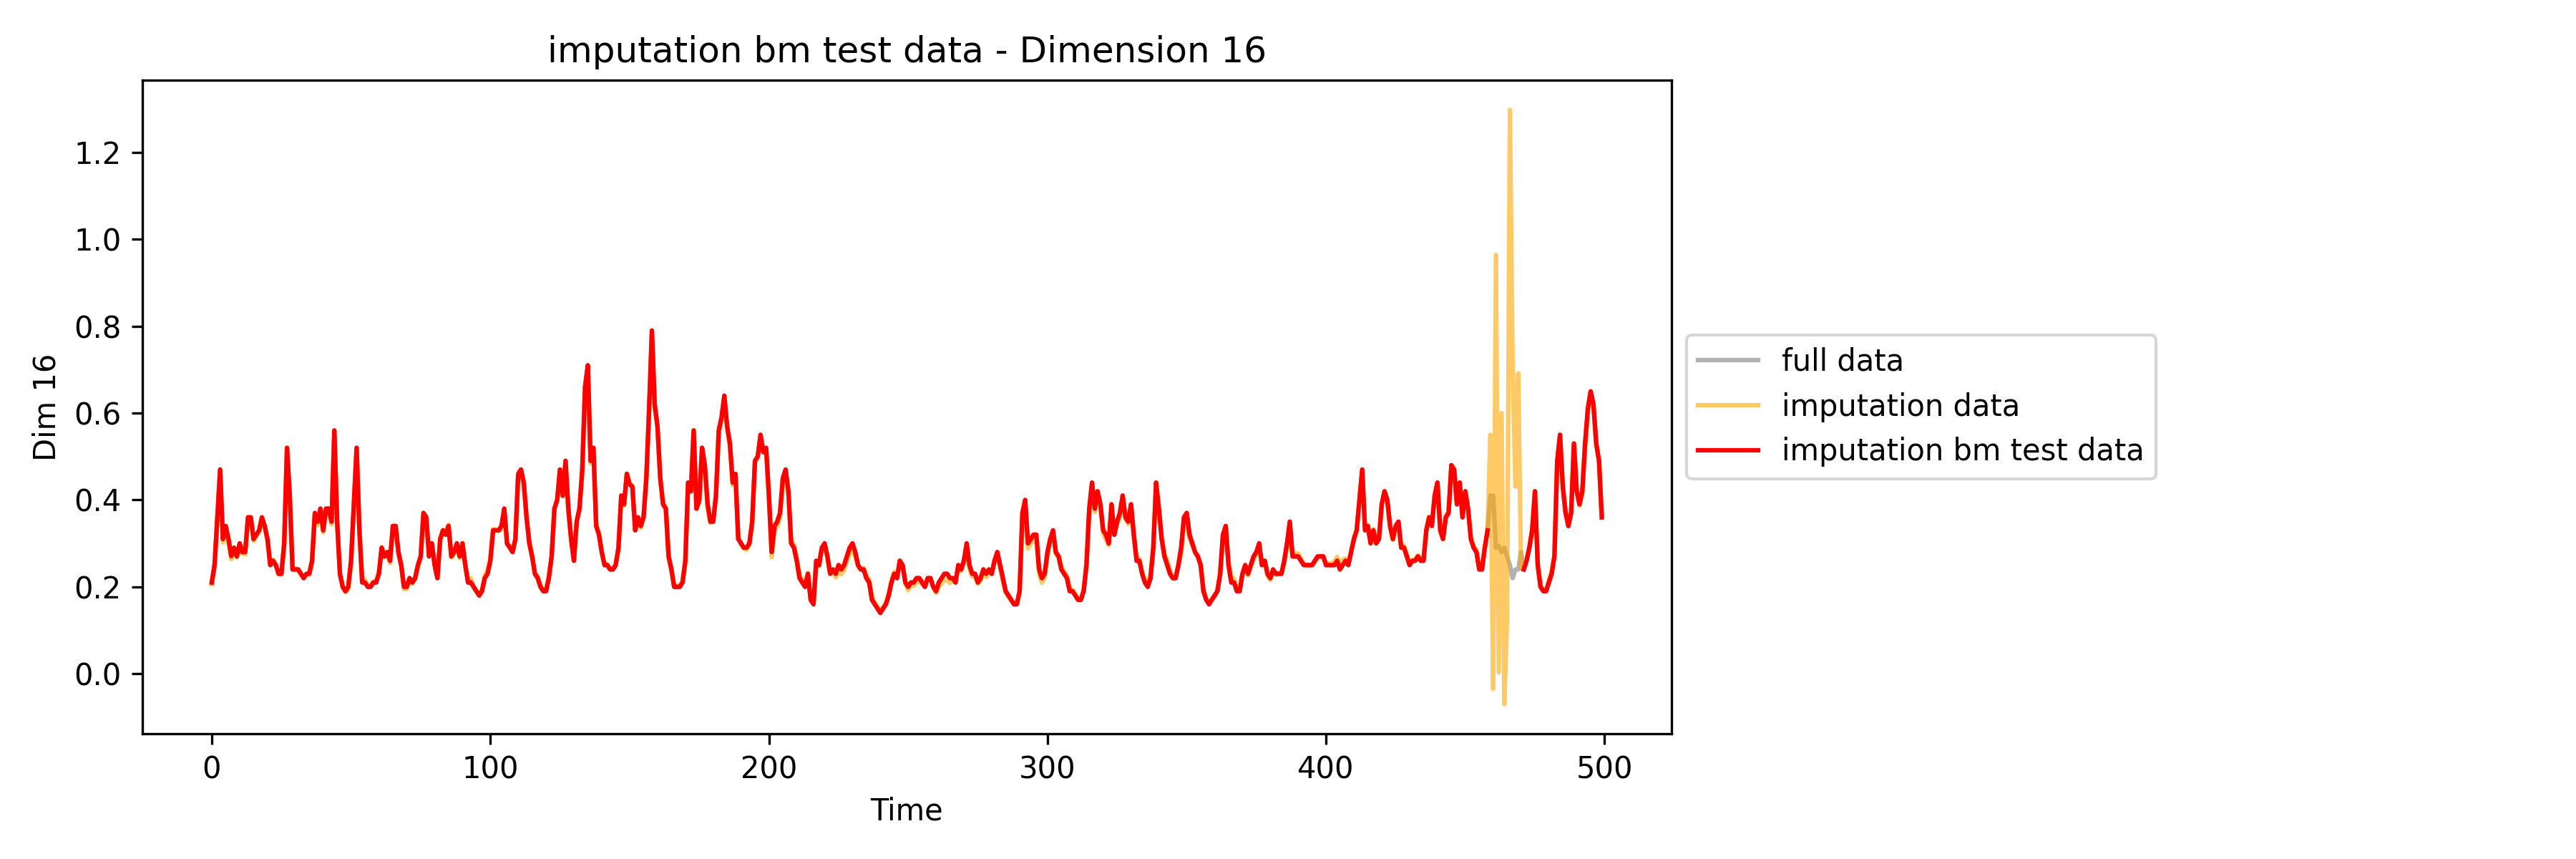 imputation bm test data - Dimension 16
1.2
1.0
0.8
0.6
0.4
0.2
0.0
Dim 16
0 100 200 300 400 500
Time
full data
imputation data
imputation bm test data